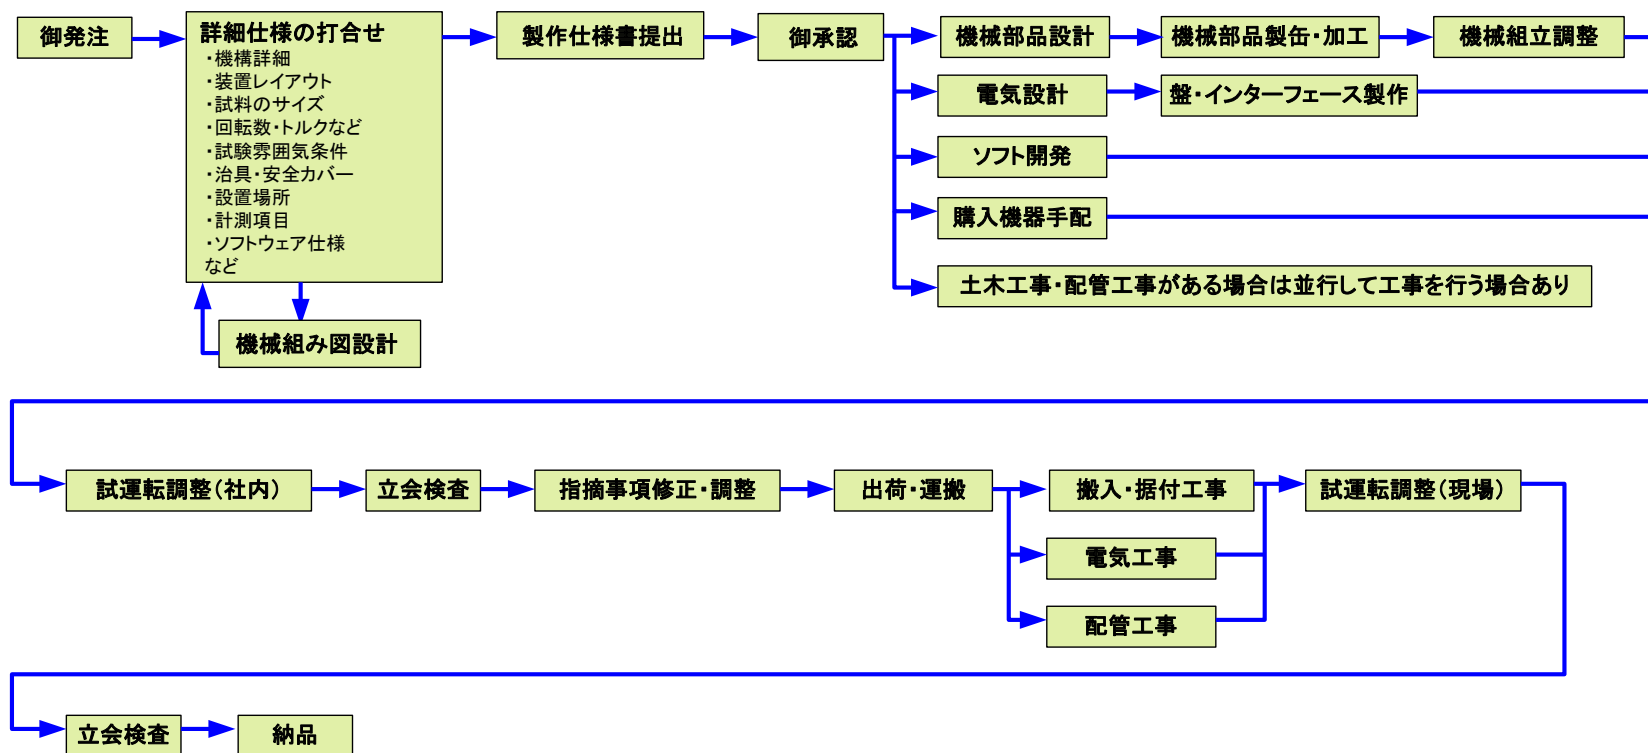 御発注
詳細仕様の打合せ
・機構詳細
・装置レイアウト
・試料のサイズ
・回転数・トルクなど
・試験雰囲気条件
・治具・安全カバー
・設置場所
・計測項目
・ソフトウェア仕様
など
機械組み図設計
製作仕様書提出
御承認
機械部品設計
機械部品製缶・加工
機械組立調整
電気設計
盤・インターフェース製作
ソフト開発
購入機器手配
土木工事・配管工事がある場合は並行して工事を行う場合あり
試運転調整（社内）
立会検査
指摘事項修正・調整
出荷・運搬
搬入・据付工事
電気工事
配管工事
試運転調整（現場）
立会検査
納品